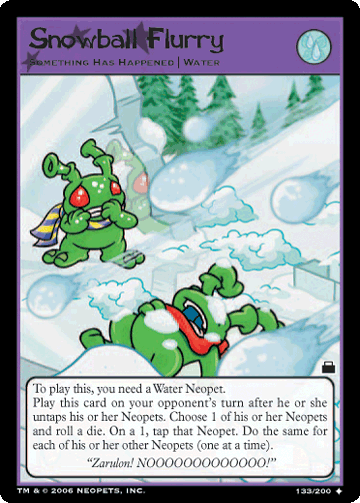 Snowball Flurry
Something Has Happened | Water
To play this, you need a Water Neopet.
Play this card on your opponent's turn after he or she
untaps his or her Neopets. Choose 1 of his or her Neopets
and roll a die. On a 1, tap that Neopet. Do the same for
each of his or her other Neopets (one at a time).
"Zarulon! NOOOOOOOOOOOOO!"
TM & © 2006 NEOPETS, INC.
133/200 ◆